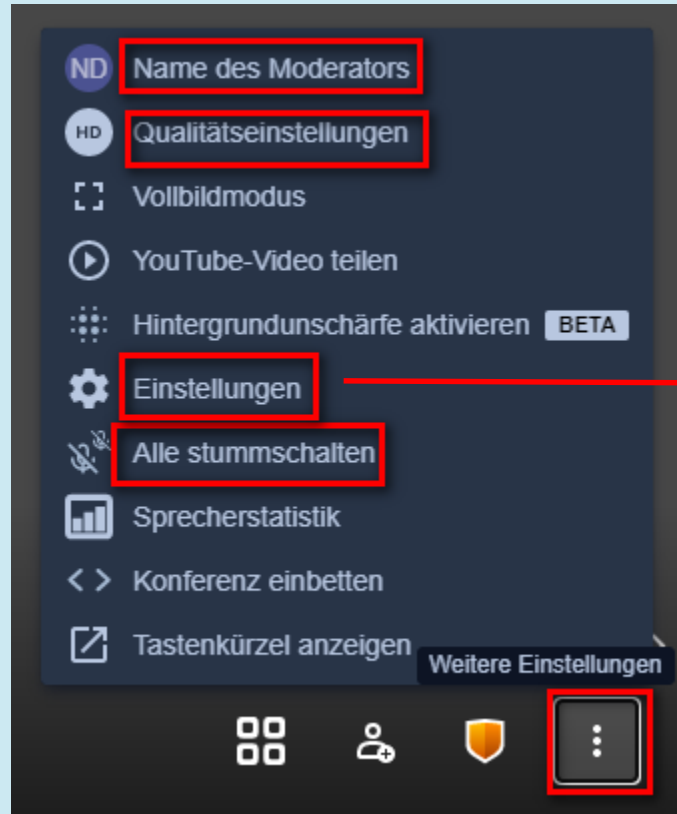 ND Name des Moderators
HD Qualitätseinstellungen
Vollbildmodus
YouTube-Video teilen
Hintergrundunschärfe aktivieren BETA
Einstellungen
Alle stummschalten
Sprecherstatistik
Konferenz einbetten
Tastenkürzel anzeigen
Weitere Einstellungen